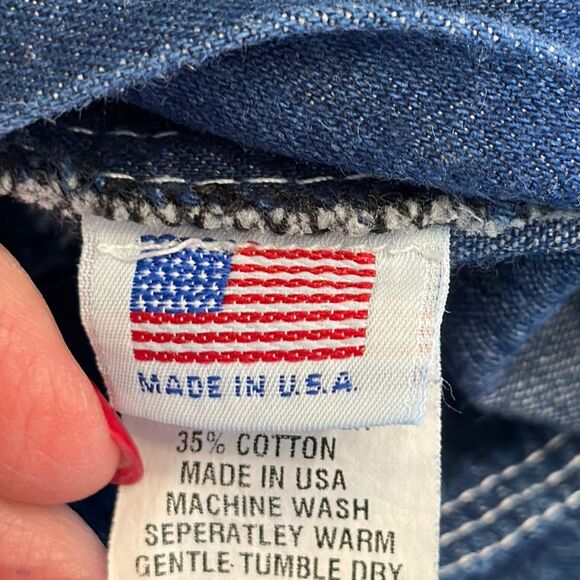 MADE IN U.S.A.
35% COTTON
MADE IN USA
MACHINE WASH
SEPERATLEY WARM
GENTLE TUMBLE DRY